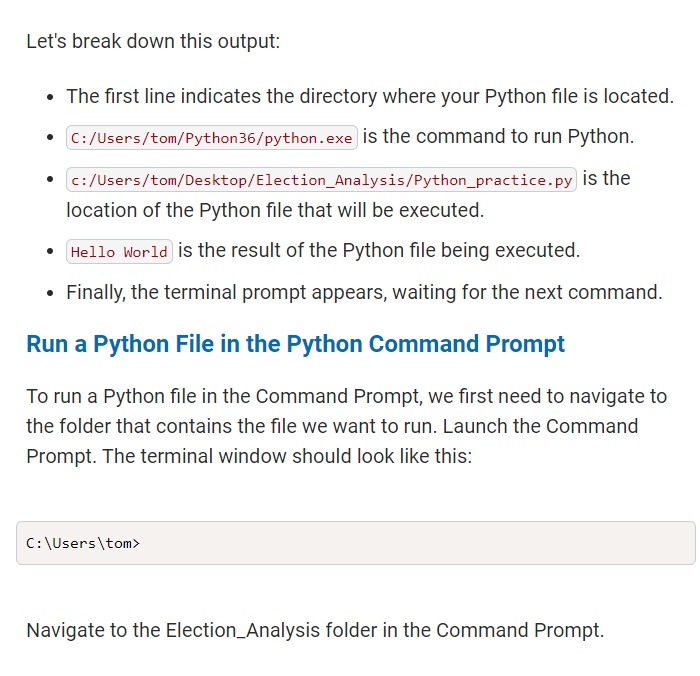 Let's break down this output:
• The first line indicates the directory where your Python file is located.
• C:/Users/tom/Python36/python.exe is the command to run Python.
• c:/Users/tom/Desktop/Election_Analysis/Python_practice.py is the
location of the Python file that will be executed.
• Hello World is the result of the Python file being executed.
• Finally, the terminal prompt appears, waiting for the next command.
Run a Python File in the Python Command Prompt
To run a Python file in the Command Prompt, we first need to navigate to
the folder that contains the file we want to run. Launch the Command
Prompt. The terminal window should look like this:
C:\Users\tom>
Navigate to the Election_Analysis folder in the Command Prompt.